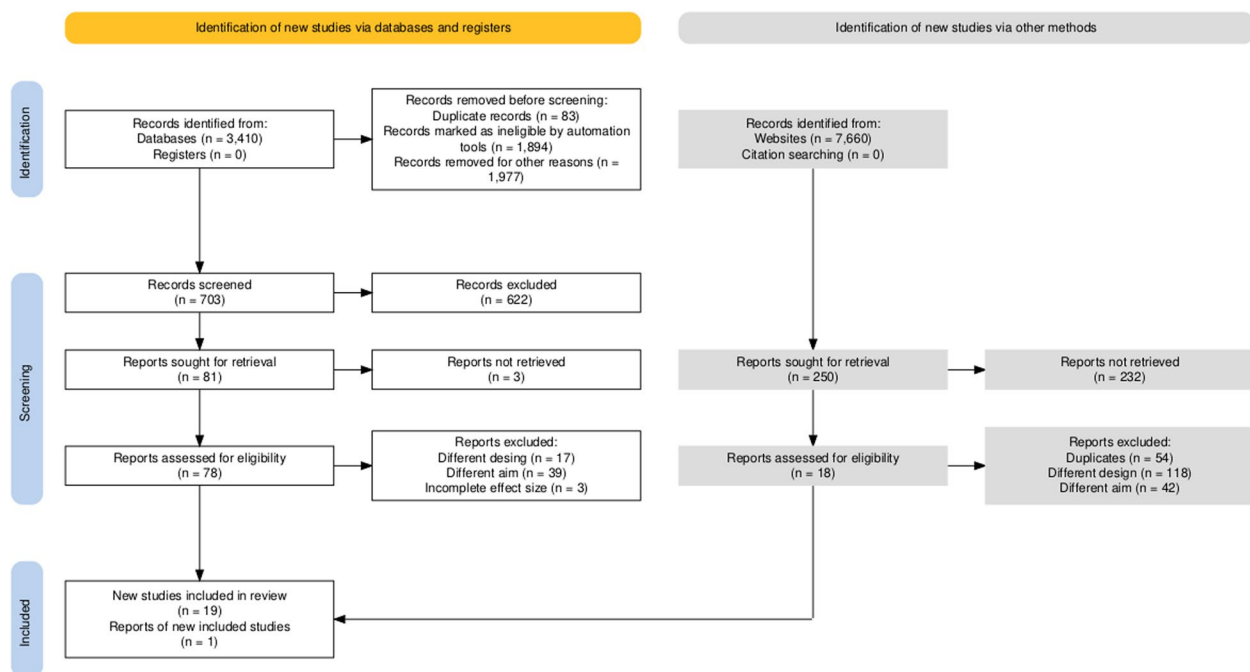 Identification of new studies via databases and registers
Identification of new studies via other methods
Identification
Records identified from:
Databases (n = 3,410)
Registers (n = 0)
Records removed before screening:
Duplicate records (n = 83)
Records marked as ineligible by automation
tools (n = 1,894)
Records removed for other reasons (n =
1,977)
Records identified from:
Websites (n = 7,660)
Citation searching (n = 0)
Screening
Records screened
(n = 703)
Records excluded
(n = 622)
Reports sought for retrieval
(n = 81)
Reports not retrieved
(n = 3)
Reports sought for retrieval
(n = 250)
Reports not retrieved
(n = 232)
Reports assessed for eligibility
(n = 78)
Reports excluded:
Different desing (n = 17)
Different aim (n = 39)
Incomplete effect size (n = 3)
Reports assessed for eligibility
(n = 18)
Reports excluded:
Duplicates (n = 54)
Different design (n = 118)
Different aim (n = 42)
Included
New studies included in review
(n = 19)
Reports of new included studies
(n = 1)